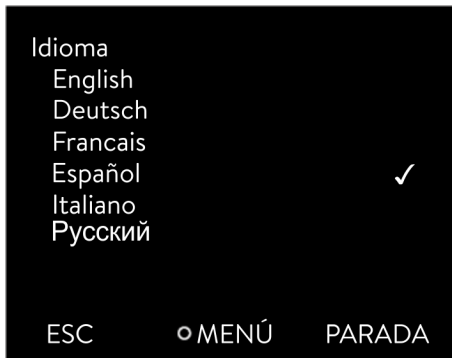 Idioma
English
Deutsch
Francais
Español
Italiano
Русский
ESC MENÚ PARADA